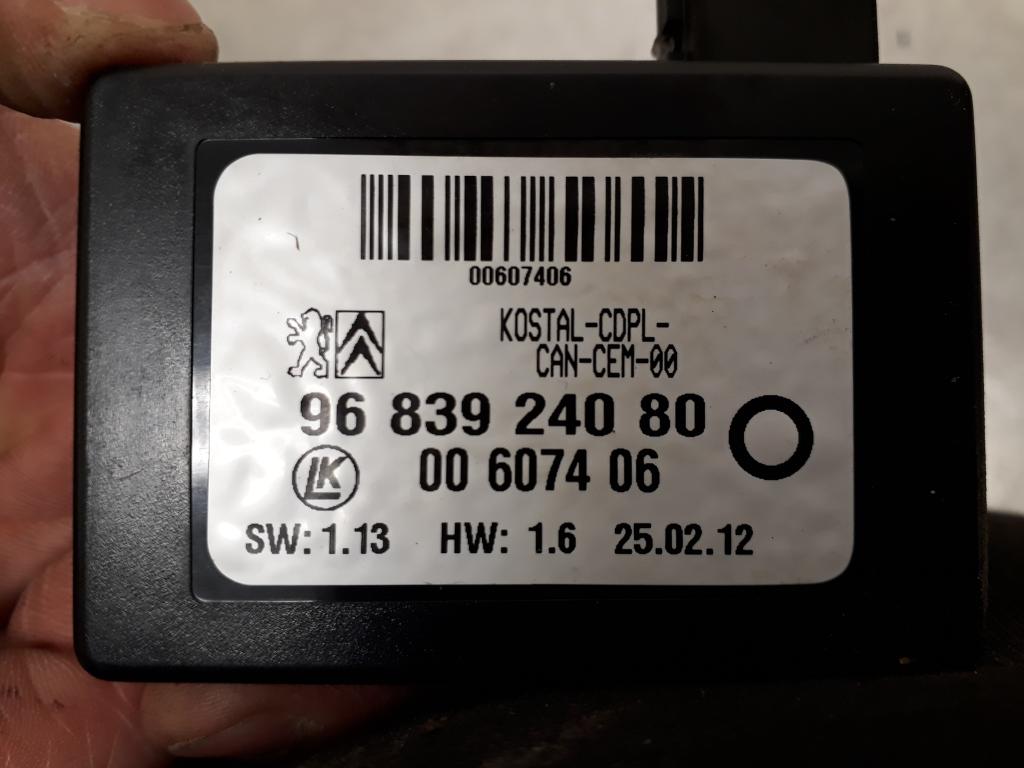 00607406
KOSTAL-CDPL-
CAN-CEM-00
96 839 240 80
LK
00 6074 06
SW: 1.13 HW: 1.6 25.02.12